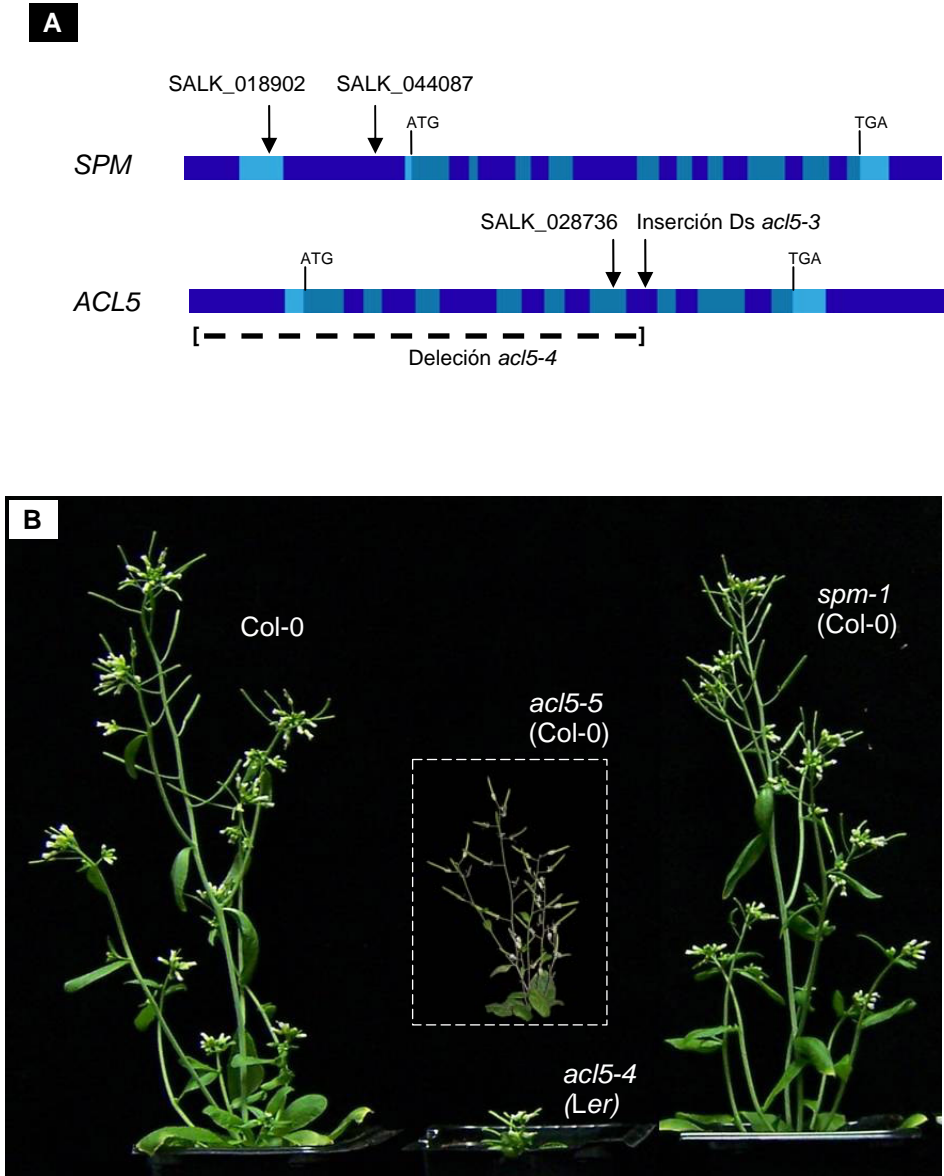 A
SALK_018902 SALK_044087
ATG TGA
SPM
SALK_028736 Inserción Ds acl5-3
ATG TGA
ACL5
[ ]
Deleción acl5-4
B
Col-0
spm-1
(Col-0)
acl5-5
(Col-0)
acl5-4
(Ler)